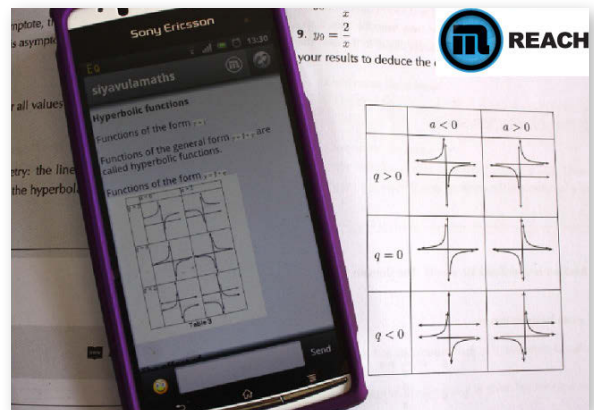 mptote, th
s asympto
r all values
etry: the line
the hyperbol
Sony Ericsson
13:30
siyavulamaths
Hyperbolic functions
Functions of the form
Functions of the general form are
called hyperbolic functions.
Functions of the form
Table 3
Send
9. y₉ = 2/x
your results to deduce the
m REACH
a < 0 a > 0
q > 0
q = 0
q < 0